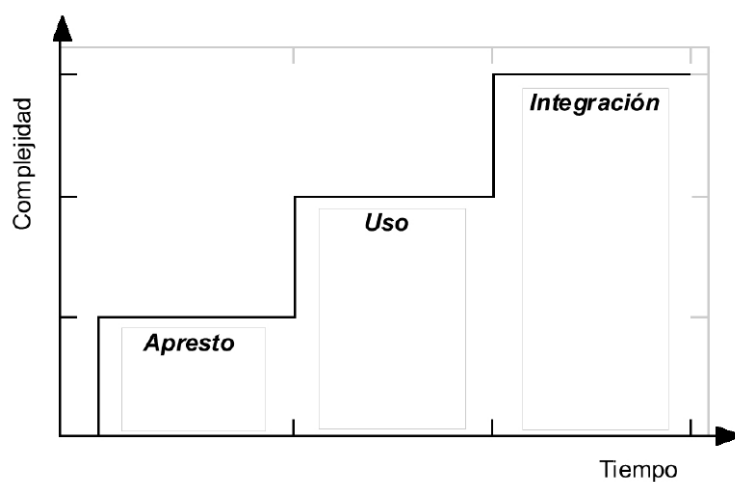 Integración
Complejidad
Uso
Apresto
Tiempo